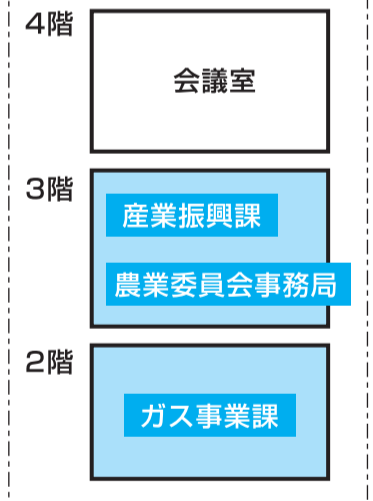 4階
会議室
3階
産業振興課
農業委員会事務局
2階
ガス事業課